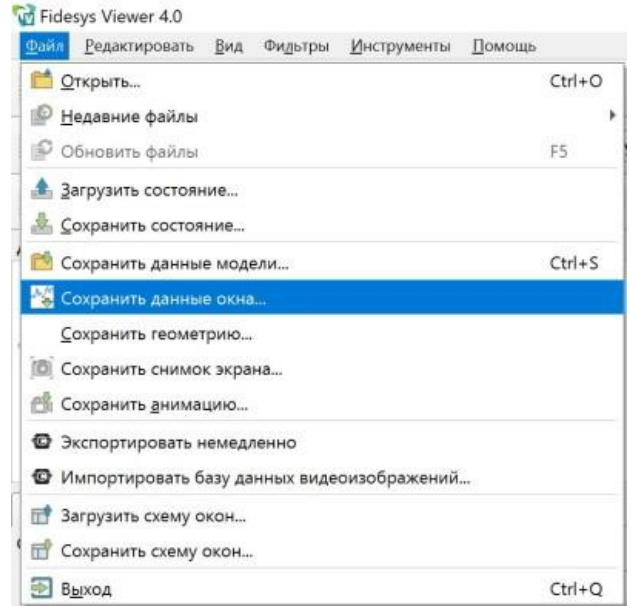 Fidesys Viewer 4.0
Файл Редактировать Вид Фильтры Инструменты Помощь
Открыть... Ctrl+O
Недавние файлы
Обновить файлы F5
Загрузить состояние...
Сохранить состояние...
Сохранить данные модели... Ctrl+S
Сохранить данные окна...
Сохранить геометрию...
Сохранить снимок экрана...
Сохранить анимацию...
Экспортировать немедленно
Импортировать базу данных видеоизображений...
Загрузить схему окон...
Сохранить схему окон...
Выход Ctrl+Q